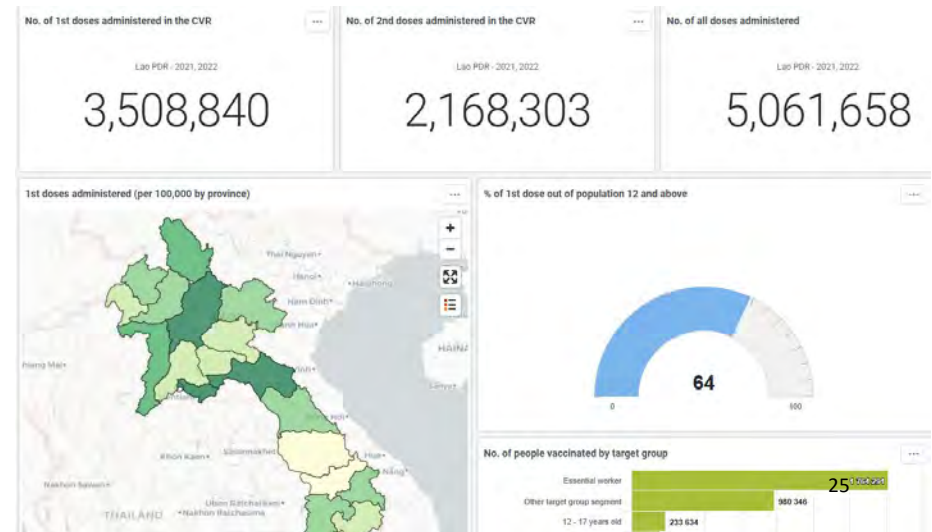 No. of 1st doses administered in the CVR
No. of 2nd doses administered in the CVR
No. of all doses administered
Lao PDR - 2021, 2022
Lao PDR - 2021, 2022
Lao PDR - 2021, 2022
3,508,840
2,168,303
5,061,658
1st doses administered (per 100,000 by province)
% of 1st dose out of population 12 and above
+
−
Thai Nguyen
Hanoi
Haiphong
Nam Dinh
HAINA
64
0
100
No. of people vaccinated by target group
Khon Kaen
Savannakhet
Hue
Nakhon Sawan
THAILAND
Nakhon Ratchasima
Essential worker
25
Other target group segment
980 346
12 - 17 years old
233 634